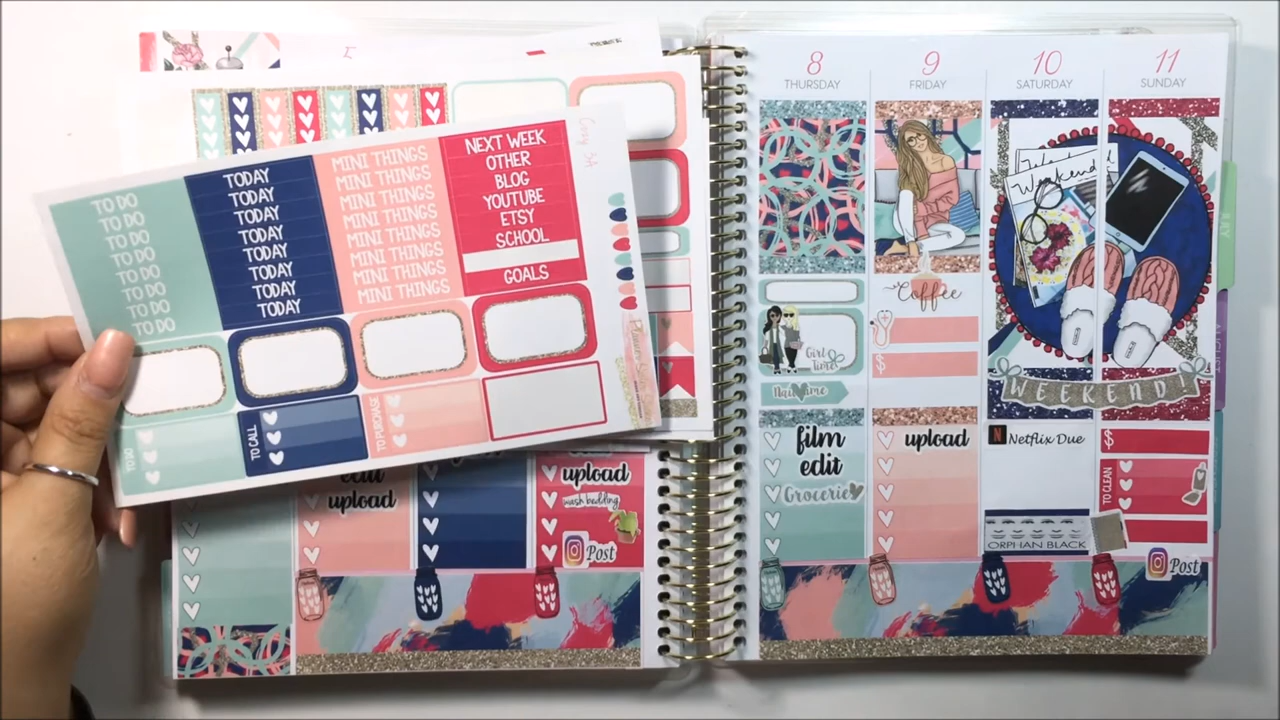 TO DO
TO DO
TO DO
TO DO
TO DO
TO DO
TO DO
TO DO
TODAY
TODAY
TODAY
TODAY
TODAY
TODAY
TODAY
TODAY
MINI THINGS
MINI THINGS
MINI THINGS
MINI THINGS
MINI THINGS
MINI THINGS
MINI THINGS
MINI THINGS
NEXT WEEK
OTHER
BLOG
YOUTUBE
ETSY
SCHOOL
GOALS
TO DO
TO CALL
TO PURCHASE
edit
upload
upload
wash bedding
Post
8
THURSDAY
9
FRIDAY
10
SATURDAY
11
SUNDAY
Weekend
Coffee
Girl
Time
$
WEEKEND!
film
edit
Groceries
upload
N Netflix Due
ORPHAN BLACK
$
TO CLEAN
Post